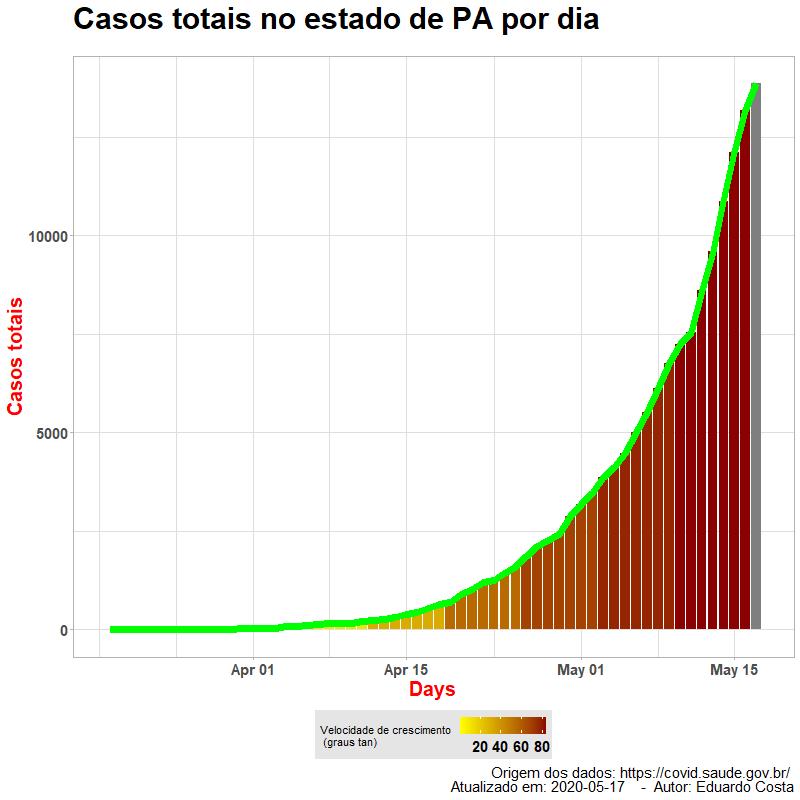 Casos totais no estado de PA por dia
Casos totais
10000
5000
0
Apr 01 Apr 15 May 01 May 15
Days
Velocidade de crescimento
(graus tan)
20 40 60 80
Origem dos dados: https://covid.saude.gov.br/
Atualizado em: 2020-05-17 - Autor: Eduardo Costa